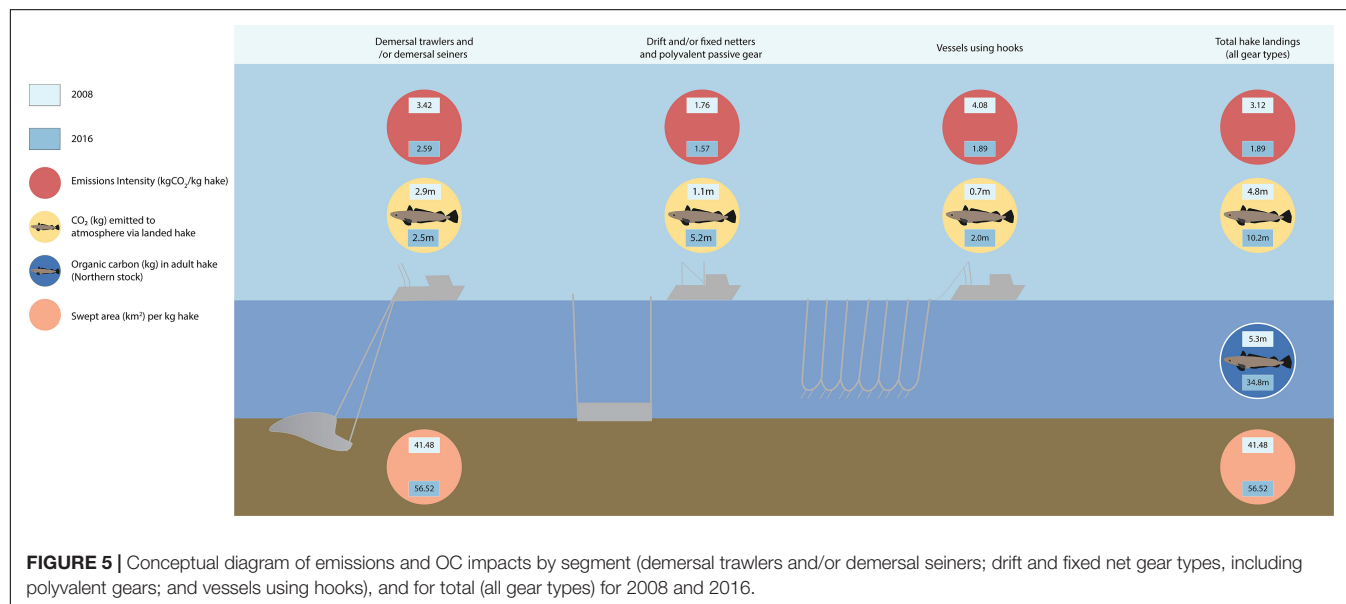 Demersal trawlers and
/or demersal seiners
Drift and/or fixed netters
and polyvalent passive gear
Vessels using hooks
Total hake landings
(all gear types)
2008
2016
Emissions Intensity (kgCO₂/kg hake)
CO₂ (kg) emitted to
atmosphere via landed hake
Organic carbon (kg) in adult hake
(Northern stock)
Swept area (km²) per kg hake
3.42
1.76
4.08
3.12
2.59
1.57
1.89
1.89
2.9m
1.1m
0.7m
4.8m
2.5m
5.2m
2.0m
10.2m
5.3m
34.8m
41.48
41.48
56.52
56.52
FIGURE 5 | Conceptual diagram of emissions and OC impacts by segment (demersal trawlers and/or demersal seiners; drift and fixed net gear types, including
polyvalent gears; and vessels using hooks), and for total (all gear types) for 2008 and 2016.